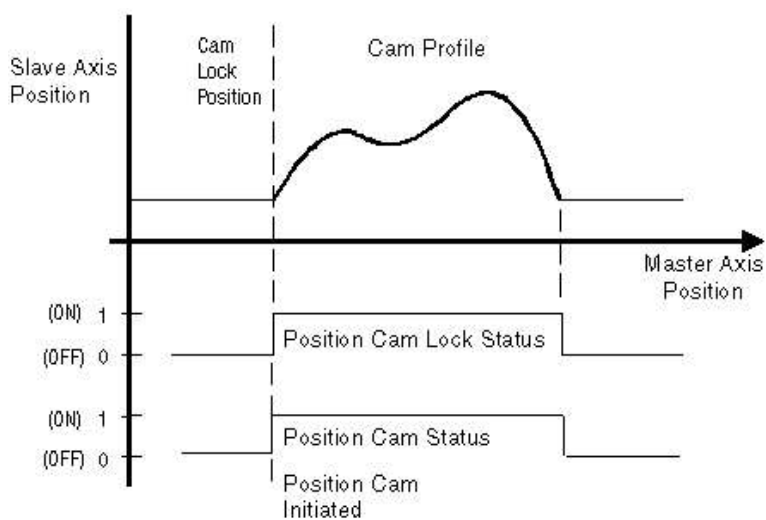 Slave Axis
Position
Cam
Lock
Position
Cam Profile
Master Axis
Position
(ON) 1
(OFF) 0
Position Cam Lock Status
(ON) 1
(OFF) 0
Position Cam Status
Position Cam
Initiated